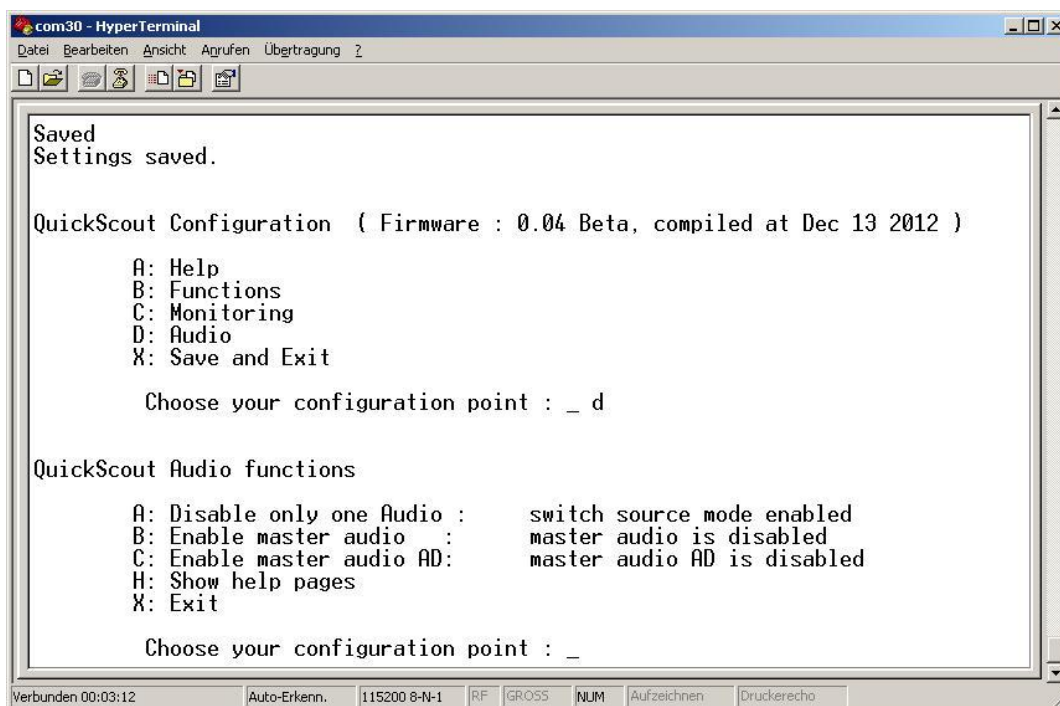 com30 - HyperTerminal
Datei Bearbeiten Ansicht Anrufen Übertragung ?
Saved
Settings saved.
QuickScout Configuration ( Firmware : 0.04 Beta, compiled at Dec 13 2012 )
A: Help
B: Functions
C: Monitoring
D: Audio
X: Save and Exit
Choose your configuration point : _ d
QuickScout Audio functions
A: Disable only one Audio : switch source mode enabled
B: Enable master audio : master audio is disabled
C: Enable master audio AD: master audio AD is disabled
H: Show help pages
X: Exit
Choose your configuration point : _
Verbunden 00:03:12 Auto-Erkenn. 115200 8-N-1 RF GROSS NUM Aufzeichnen Druckerecho